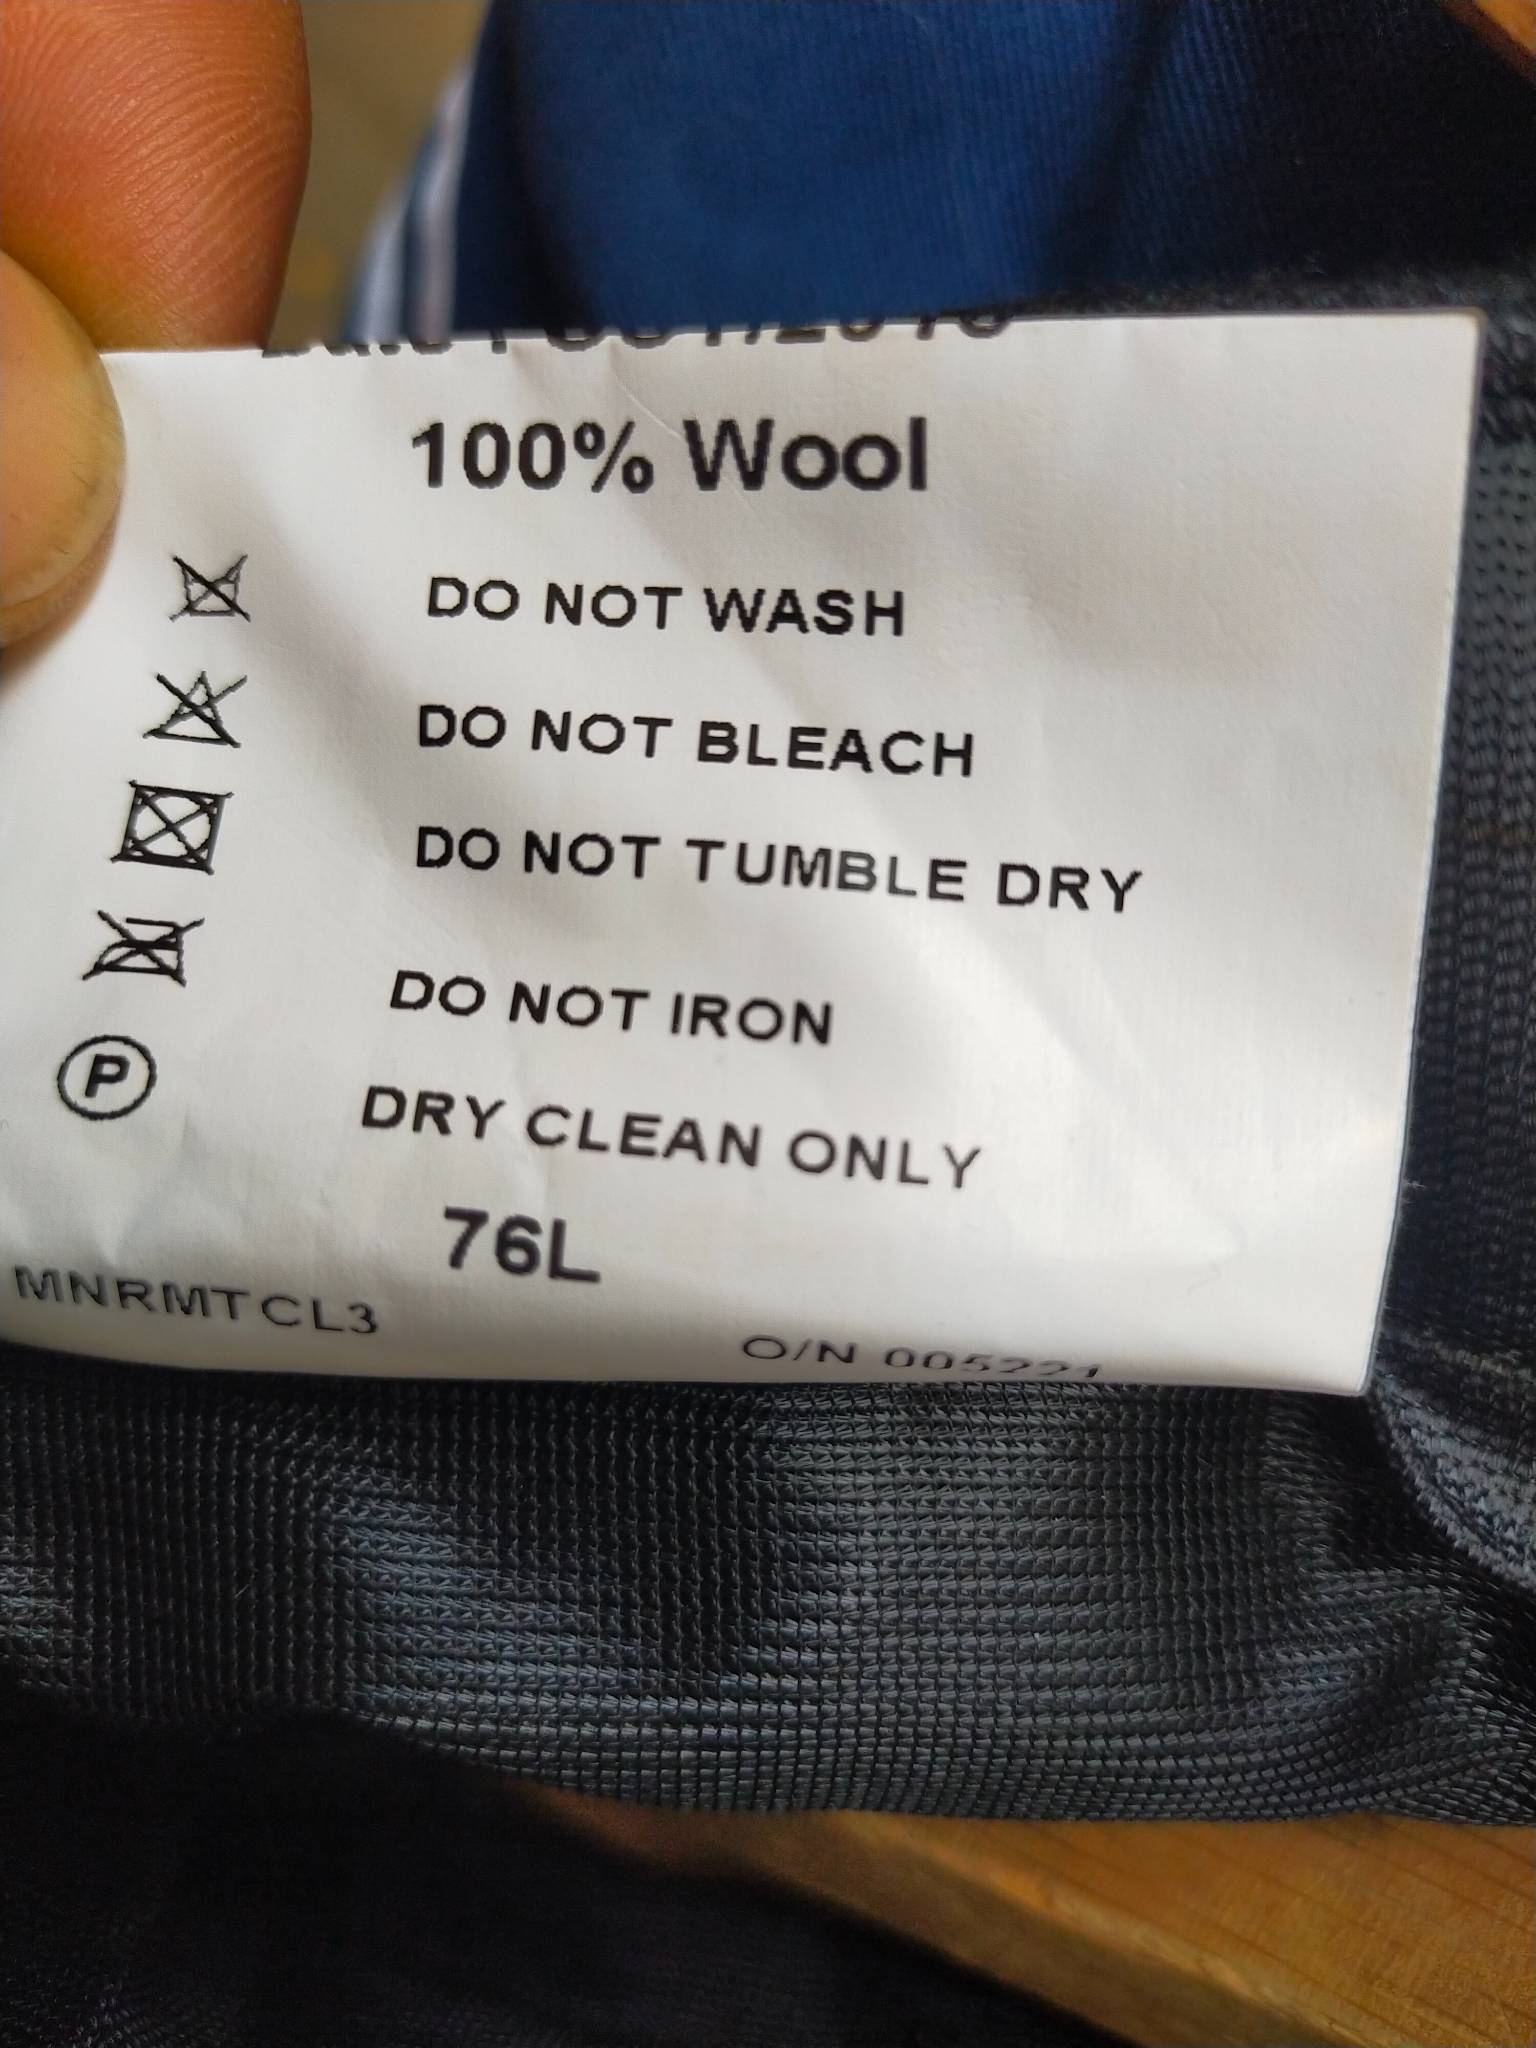 100% Wool
DO NOT WASH
DO NOT BLEACH
DO NOT TUMBLE DRY
DO NOT IRON
P
DRY CLEAN ONLY
76L
MNRMTCL3
O/N 005221